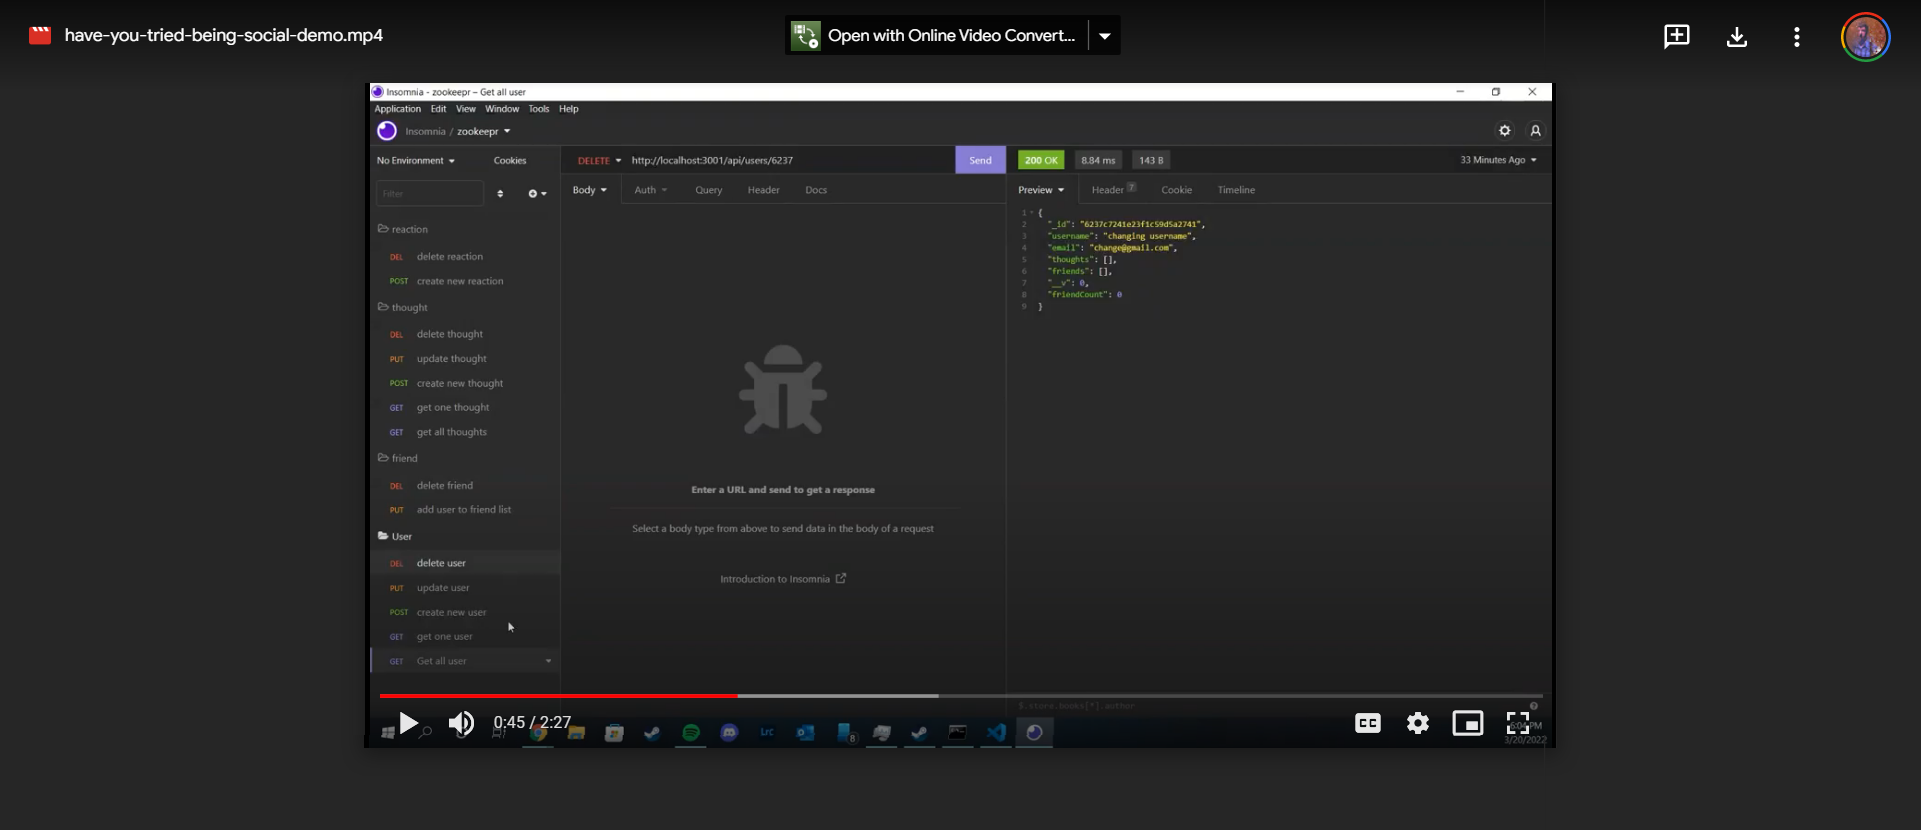 have-you-tried-being-social-demo.mp4
Open with Online Video Convert...
Insomnia - zookeepr – Get all user
Application Edit View Window Tools Help
Insomnia / zookeepr
No Environment Cookies
DELETE http://localhost:3001/api/users/6237 Send
200 OK 8.84 ms 143 B 33 Minutes Ago
Filter
Body Auth Query Header Docs
Preview Header 7 Cookie Timeline
reaction
DEL delete reaction
POST create new reaction
thought
DEL delete thought
PUT update thought
POST create new thought
GET get one thought
GET get all thoughts
friend
DEL delete friend
PUT add user to friend list
User
DEL delete user
PUT update user
POST create new user
GET get one user
GET Get all user
Enter a URL and send to get a response
Select a body type from above to send data in the body of a request
Introduction to Insomnia
1 {
2 "_id": "6237c7241e23f1c59d5a2741",
3 "username": "changing username",
4 "email": "change@gmail.com",
5 "thoughts": [],
6 "friends": [],
7 "__v": 0,
8 "friendCount": 0
9 }
$.store.books[*].author
0:45 / 2:27
CC
Lrc
8
6:04 PM
3/20/2022